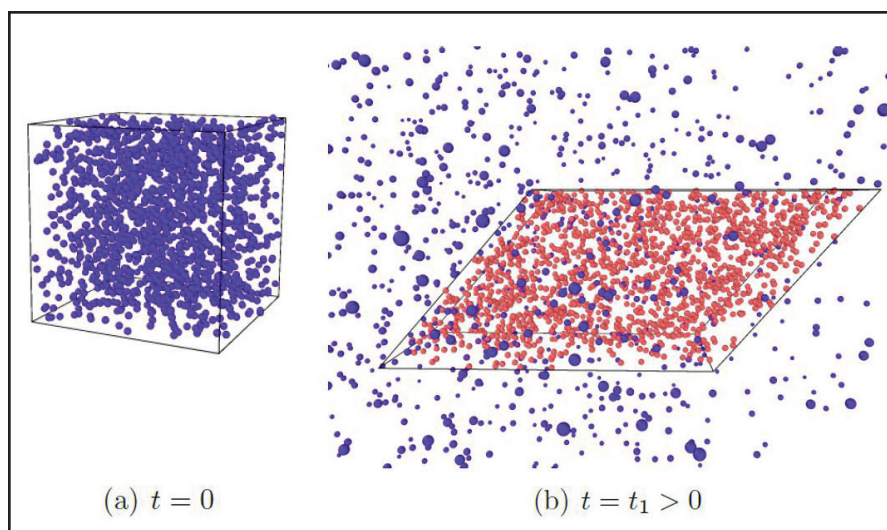 (a) t = 0
(b) t = t₁ > 0